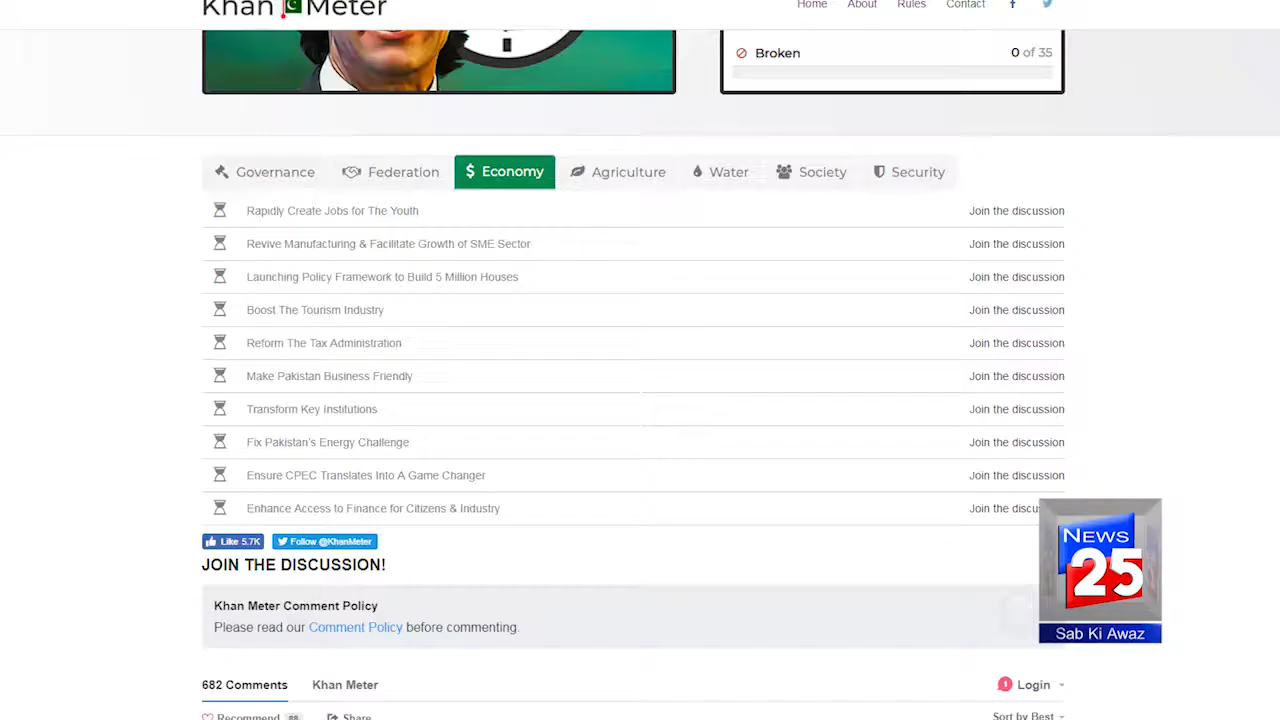 Khan Meter
Home About Rules Contact
Broken 0 of 35
Governance Federation $ Economy Agriculture Water Society Security
Rapidly Create Jobs for The Youth Join the discussion
Revive Manufacturing & Facilitate Growth of SME Sector Join the discussion
Launching Policy Framework to Build 5 Million Houses Join the discussion
Boost The Tourism Industry Join the discussion
Reform The Tax Administration Join the discussion
Make Pakistan Business Friendly Join the discussion
Transform Key Institutions Join the discussion
Fix Pakistan's Energy Challenge Join the discussion
Ensure CPEC Translates Into A Game Changer Join the discussion
Enhance Access to Finance for Citizens & Industry Join the discu
Like 5.7K Follow @KhanMeter
JOIN THE DISCUSSION!
NEWS
25
Sab Ki Awaz
Khan Meter Comment Policy
Please read our Comment Policy before commenting.
682 Comments Khan Meter 1 Login
Recommend 88 Share Sort by Best